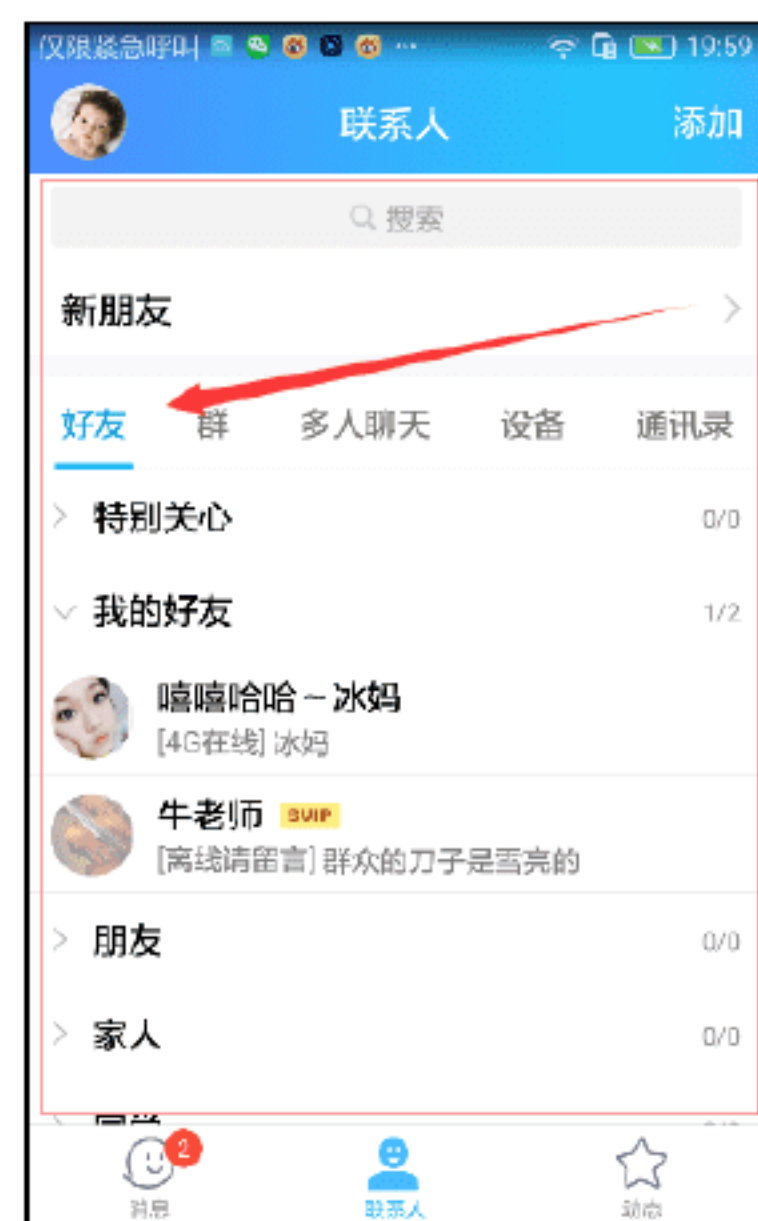 仅限紧急呼叫 19:59
联系人 添加
搜索
新朋友
好友 群 多人聊天 设备 通讯录
特别关心 0/0
我的好友 1/2
嘻嘻哈哈~冰妈
[4G在线] 冰妈
牛老师 SVIP
[离线请留言] 群众的刀子是雪亮的
朋友 0/0
家人 0/0
2
消息 联系人 动态